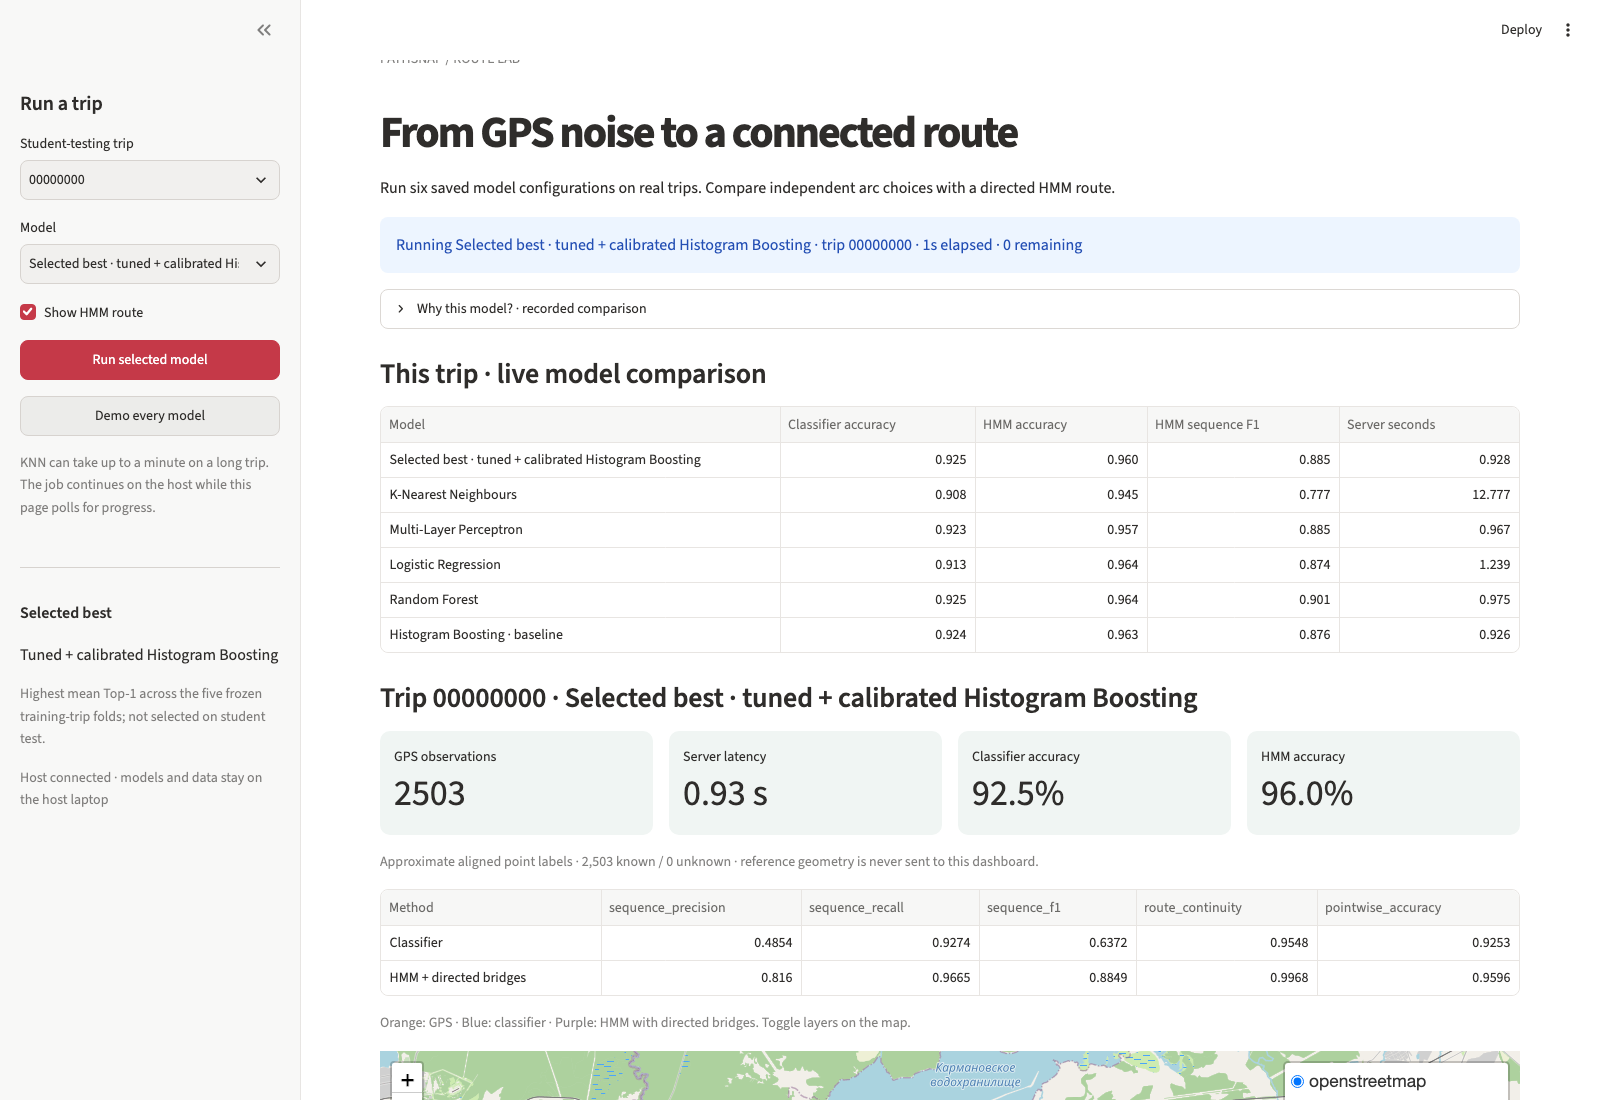 Deploy
Run a trip
Student-testing trip
00000000
Model
Selected best · tuned + calibrated Hi
Show HMM route
Run selected model
Demo every model
KNN can take up to a minute on a long trip.
The job continues on the host while this
page polls for progress.
Selected best
Tuned + calibrated Histogram Boosting
Highest mean Top-1 across the five frozen
training-trip folds; not selected on student
test.
Host connected · models and data stay on
the host laptop
PATHSNAP / ROUTE LAB
From GPS noise to a connected route
Run six saved model configurations on real trips. Compare independent arc choices with a directed HMM route.
Running Selected best · tuned + calibrated Histogram Boosting · trip 00000000 · 1s elapsed · 0 remaining
Why this model? · recorded comparison
This trip · live model comparison
Model Classifier accuracy HMM accuracy HMM sequence F1 Server seconds
Selected best · tuned + calibrated Histogram Boosting 0.925 0.960 0.885 0.928
K-Nearest Neighbours 0.908 0.945 0.777 12.777
Multi-Layer Perceptron 0.923 0.957 0.885 0.967
Logistic Regression 0.913 0.964 0.874 1.239
Random Forest 0.925 0.964 0.901 0.975
Histogram Boosting · baseline 0.924 0.963 0.876 0.926
Trip 00000000 · Selected best · tuned + calibrated Histogram Boosting
GPS observations Server latency Classifier accuracy HMM accuracy
2503 0.93 s 92.5% 96.0%
Approximate aligned point labels · 2,503 known / 0 unknown · reference geometry is never sent to this dashboard.
Method sequence_precision sequence_recall sequence_f1 route_continuity pointwise_accuracy
Classifier 0.4854 0.9274 0.6372 0.9548 0.9253
HMM + directed bridges 0.816 0.9665 0.8849 0.9968 0.9596
Orange: GPS · Blue: classifier · Purple: HMM with directed bridges. Toggle layers on the map.
+
Кармановское
водохранилище
openstreetmap